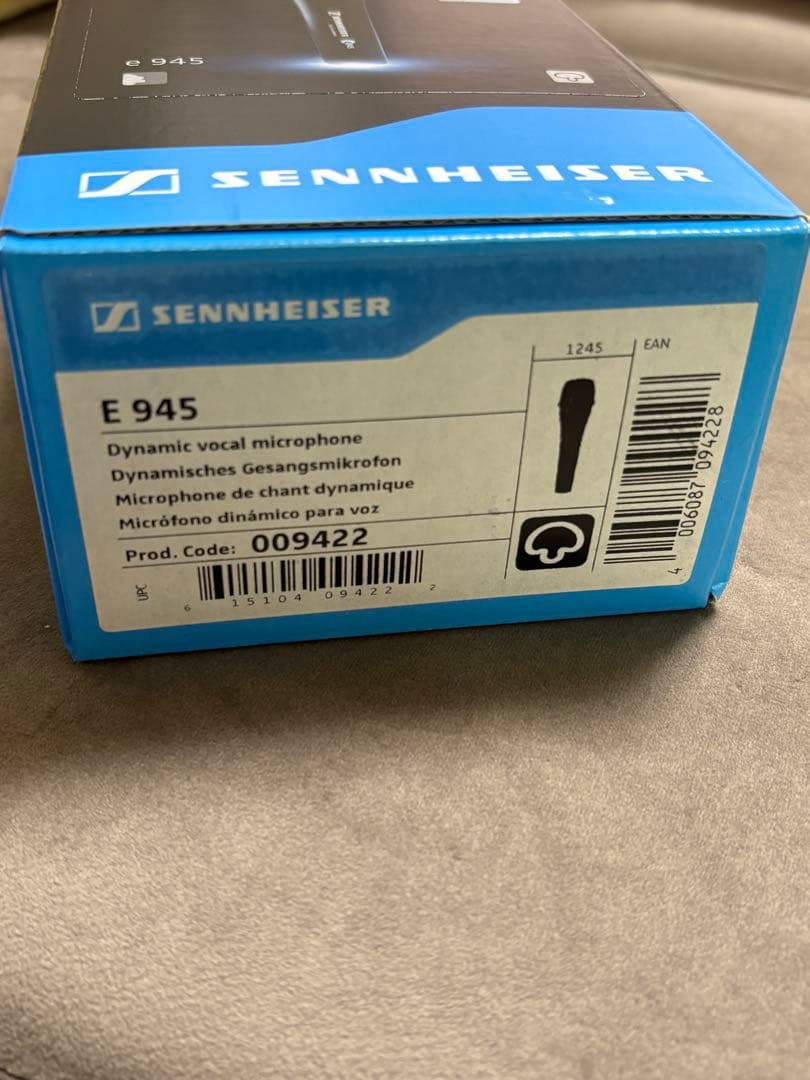 e 945
SENNHEISER
SENNHEISER
E 945
Dynamic vocal microphone
Dynamisches Gesangsmikrofon
Microphone de chant dynamique
Micrófono dinámico para voz
Prod. Code: 009422
UPC
6 15104 09422 2
1245
EAN
4 006087 094228